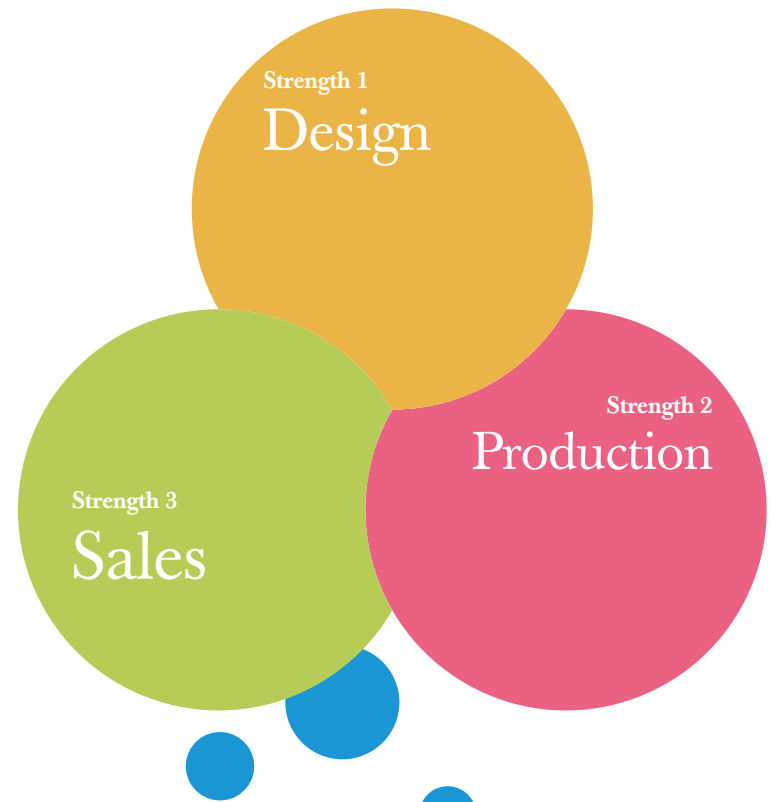 Strength 1
Design
Strength 2
Production
Strength 3
Sales